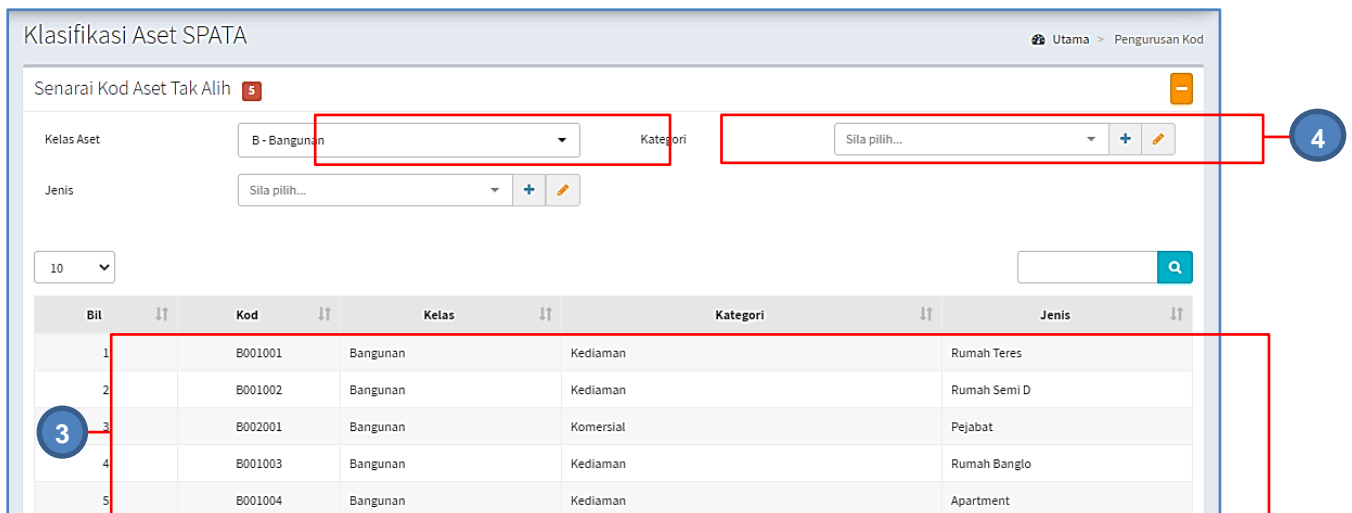 Klasifikasi Aset SPATA
Utama > Pengurusan Kod
Senarai Kod Aset Tak Alih 5
Kelas Aset B - Bangunan Kategori Sila pilih...
4
Jenis Sila pilih...
10
Bil Kod Kelas Kategori Jenis
1 B001001 Bangunan Kediaman Rumah Teres
2 B001002 Bangunan Kediaman Rumah Semi D
3
3 B002001 Bangunan Komersial Pejabat
4 B001003 Bangunan Kediaman Rumah Banglo
5 B001004 Bangunan Kediaman Apartment